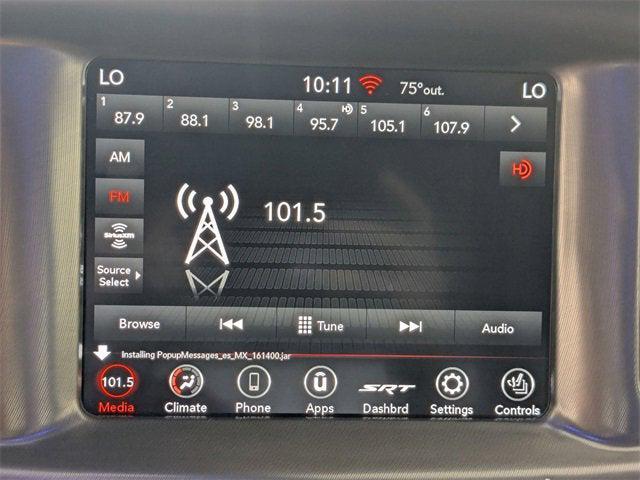 LO 10:11 75°out. LO
1 2 3 4 HD 5 6
87.9 88.1 98.1 95.7 105.1 107.9
AM
HD
FM
101.5
SiriusXM
Source
Select
Browse Tune Audio
Installing PopupMessages_es_MX_161400.jar
101.5 SRT
Media Climate Phone Apps Dashbrd Settings Controls